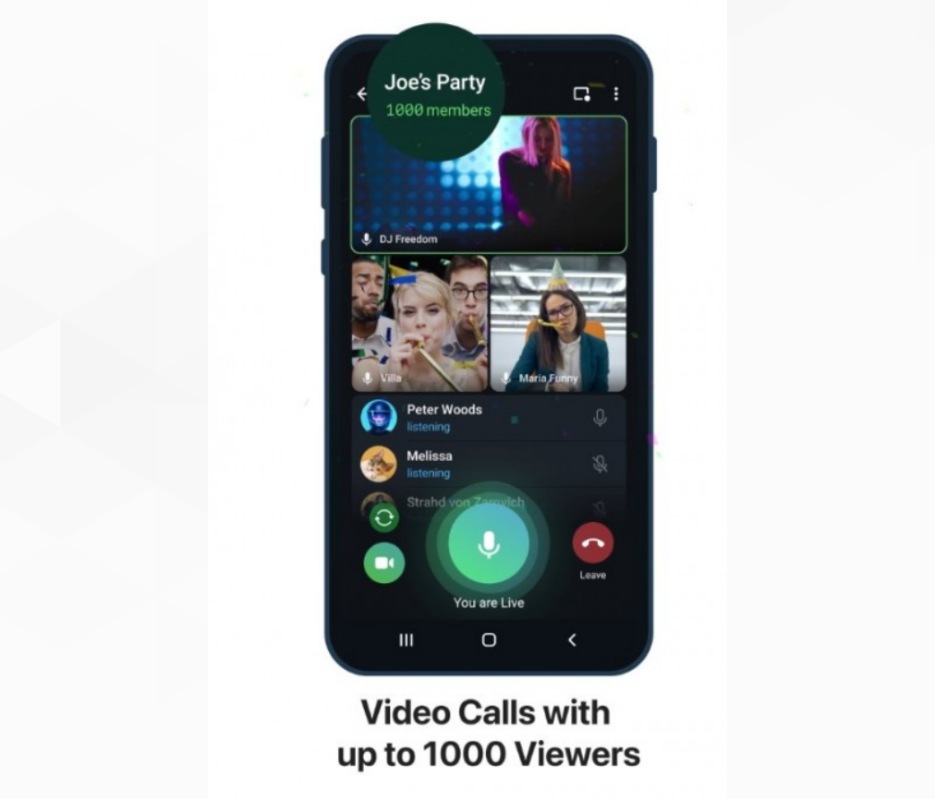 Joe's Party
1000 members
DJ Freedom
Villa
Maria Funny
Peter Woods
listening
Melissa
listening
Strahd von Zarovich
You are Live
Leave
Video Calls with
up to 1000 Viewers